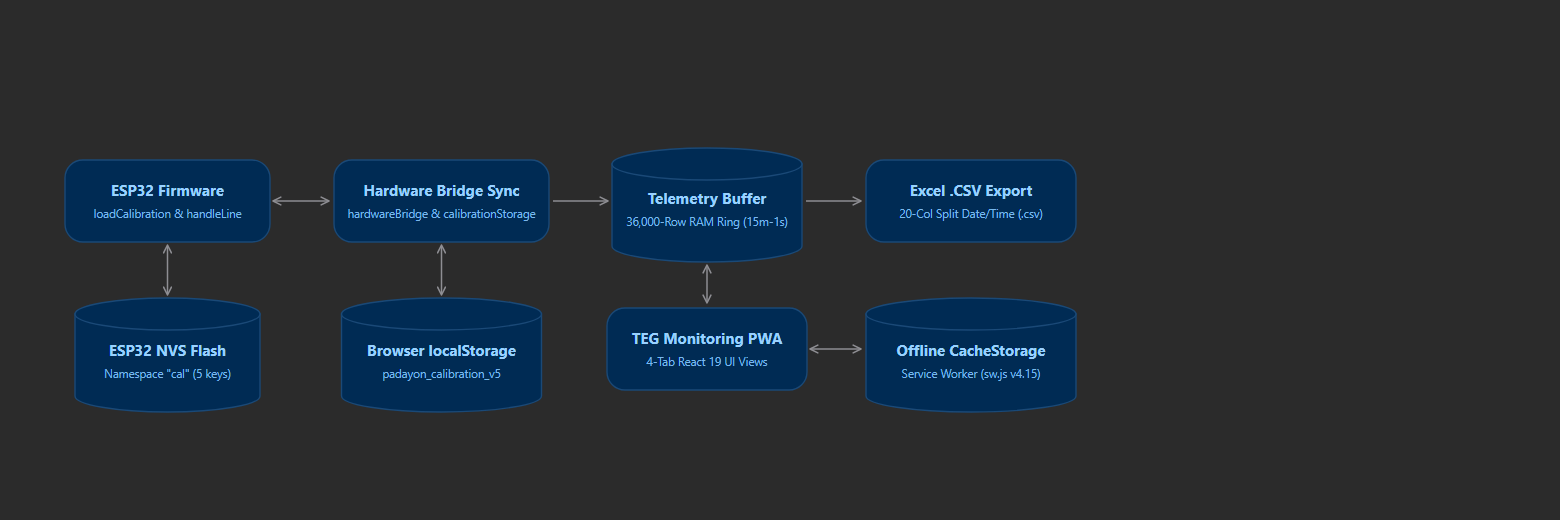 ESP32 Firmware
loadCalibration & handleLine
Hardware Bridge Sync
hardwareBridge & calibrationStorage
Telemetry Buffer
36,000-Row RAM Ring (15m-1s)
Excel .CSV Export
20-Col Split Date/Time (.csv)
ESP32 NVS Flash
Namespace "cal" (5 keys)
Browser localStorage
padayon_calibration_v5
TEG Monitoring PWA
4-Tab React 19 UI Views
Offline CacheStorage
Service Worker (sw.js v4.15)